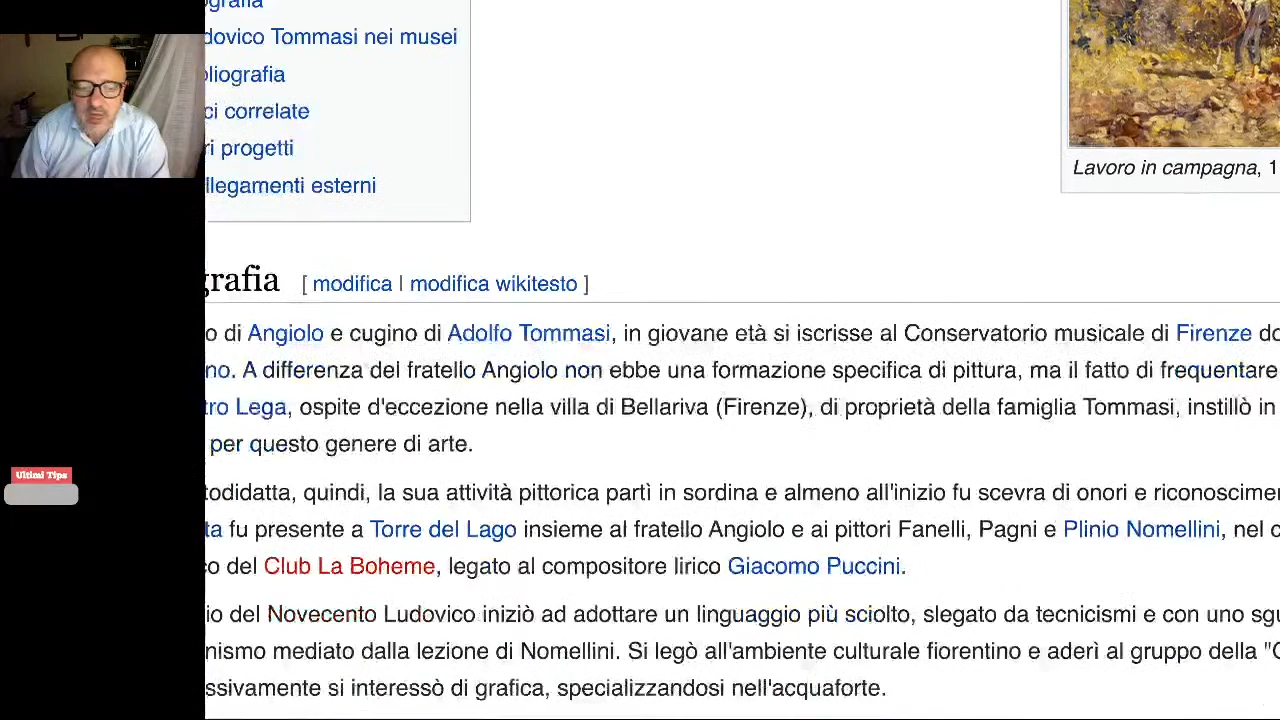 dovico Tommasi nei musei
bliografia
ci correlate
ri progetti
llegamenti esterni
Lavoro in campagna, 1
grafia [ modifica | modifica wikitesto ]
o di Angiolo e cugino di Adolfo Tommasi, in giovane età si iscrisse al Conservatorio musicale di Firenze do
no. A differenza del fratello Angiolo non ebbe una formazione specifica di pittura, ma il fatto di frequentare
tro Lega, ospite d'eccezione nella villa di Bellariva (Firenze), di proprietà della famiglia Tommasi, instillò in
per questo genere di arte.
Ultimi Tips
todidatta, quindi, la sua attività pittorica partì in sordina e almeno all'inizio fu scevra di onori e riconoscimen
ta fu presente a Torre del Lago insieme al fratello Angiolo e ai pittori Fanelli, Pagni e Plinio Nomellini, nel c
co del Club La Boheme, legato al compositore lirico Giacomo Puccini.
io del Novecento Ludovico iniziò ad adottare un linguaggio più sciolto, slegato da tecnicismi e con uno sgu
nismo mediato dalla lezione di Nomellini. Si legò all'ambiente culturale fiorentino e aderì al gruppo della "G
ssivamente si interessò di grafica, specializzandosi nell'acquaforte.